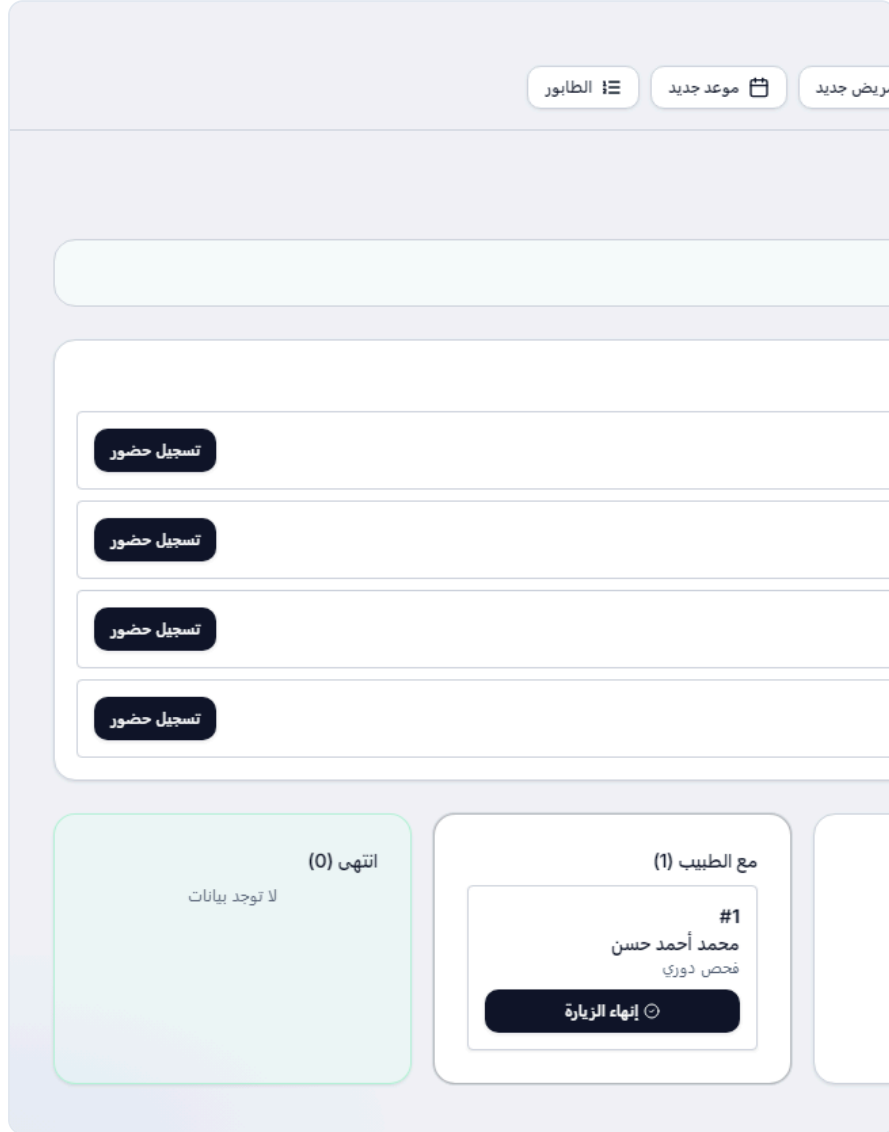 ريض جديد
موعد جديد
الطابور
تسجيل حضور
تسجيل حضور
تسجيل حضور
تسجيل حضور
مع الطبيب (1)
#1
محمد أحمد حسن
فحص دوري
إنهاء الزيارة
انتهى (0)
لا توجد بيانات